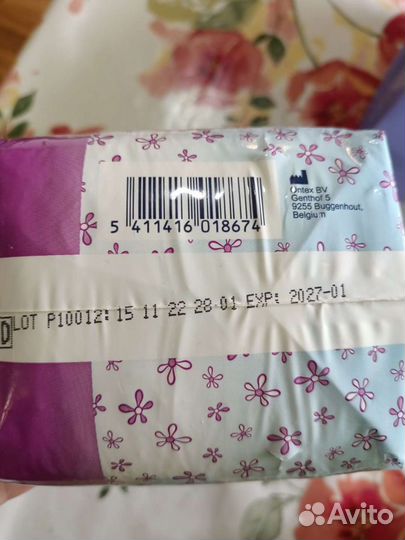 Ontex BV
Genthof 5
9255 Buggenhout,
Belgium
5 411416 018674
D LOT P10012: 15 11 22 28 01 EXP: 2027-01
Avito